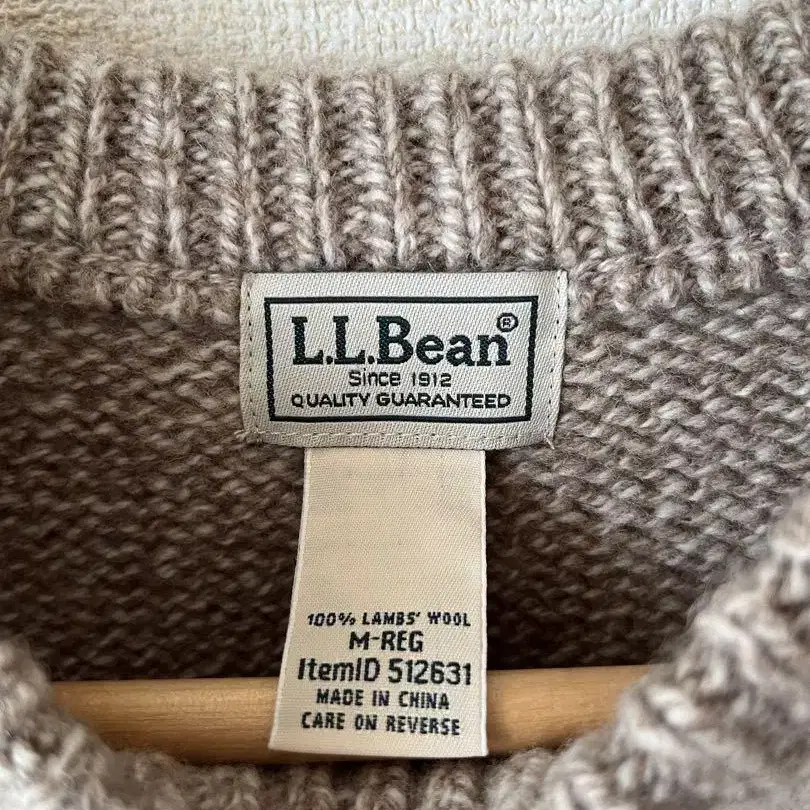 L.L.Bean®
Since 1912
QUALITY GUARANTEED
100% LAMBS' WOOL
M-REG
ItemID 512631
MADE IN CHINA
CARE ON REVERSE